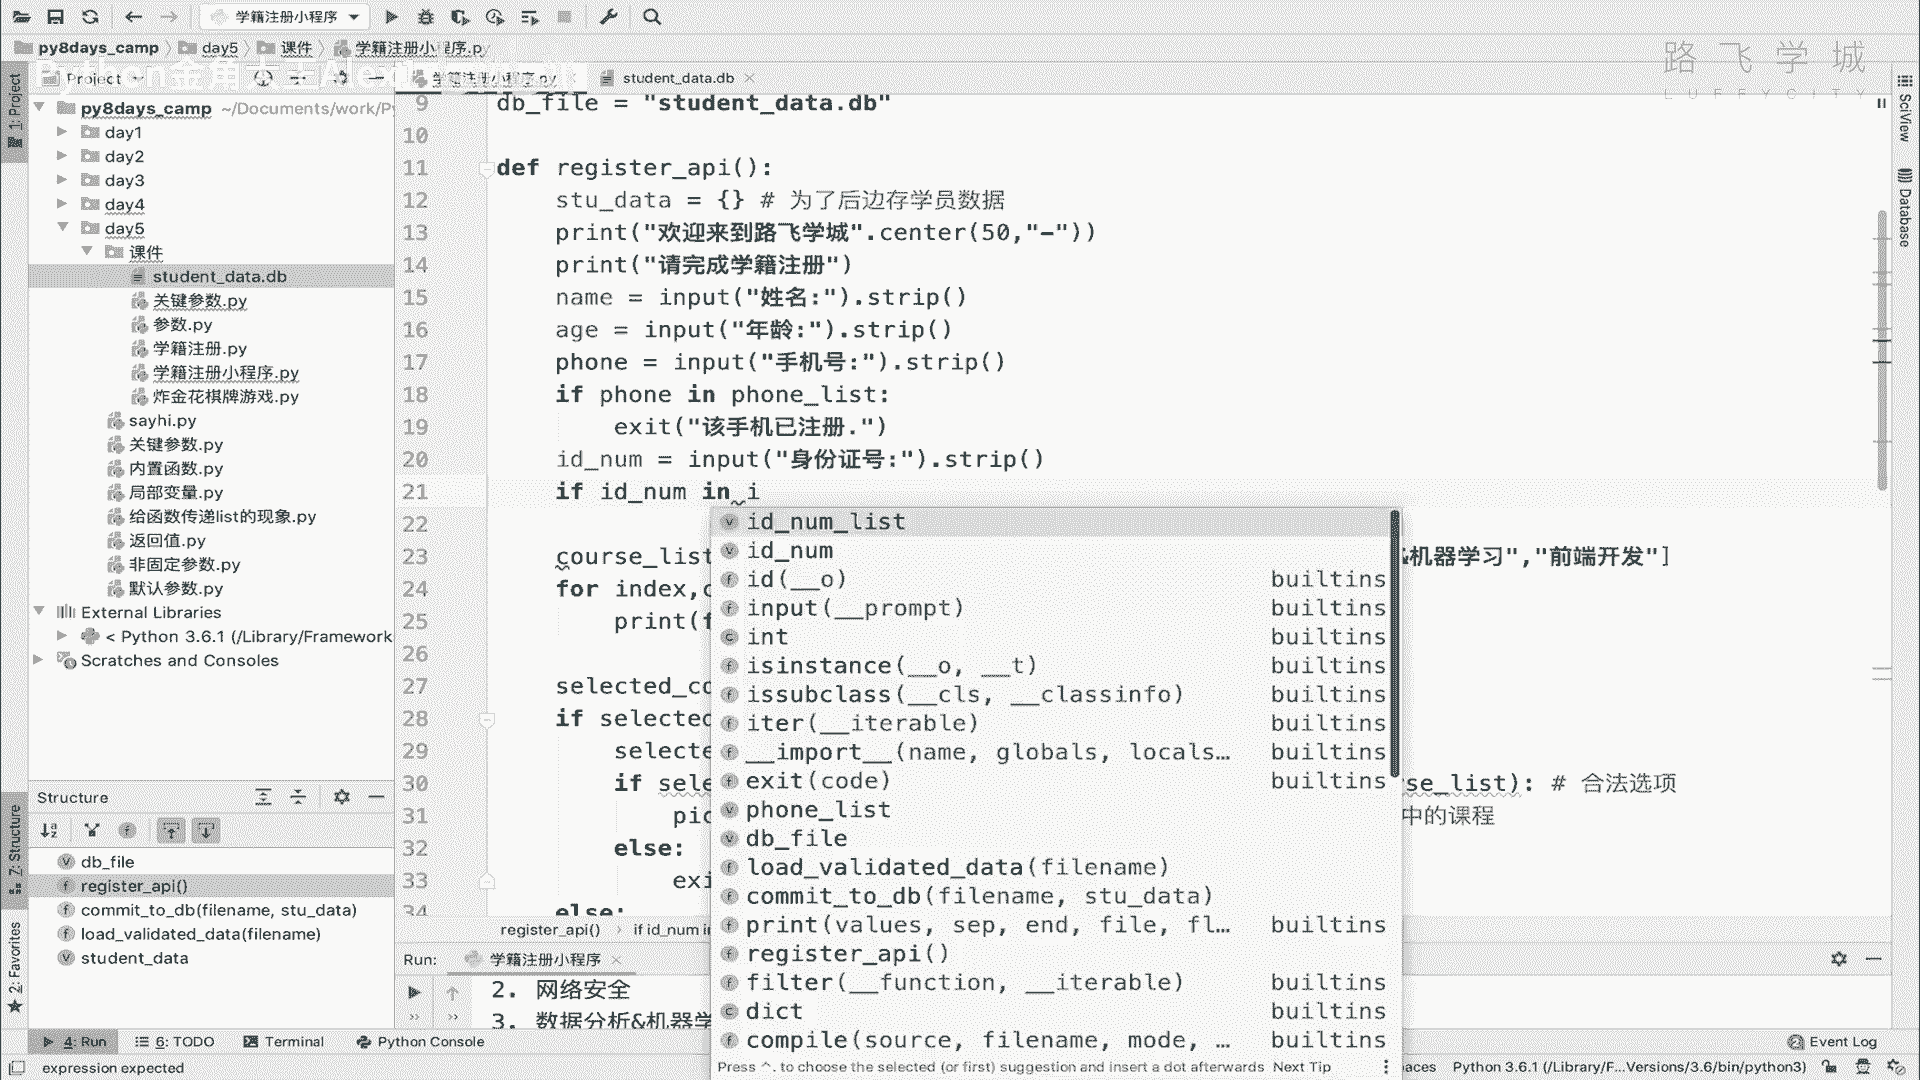 学籍注册小程序
py8days_camp
day5
课件
学籍注册小程序.py
路飞学城
LUFFYCITY
Project
学籍注册小程序.py
student_data.db
1: Project
py8days_camp ~/Documents/work/Py
day1
day2
day3
day4
day5
课件
student_data.db
关键参数.py
参数.py
学籍注册.py
学籍注册小程序.py
炸金花棋牌游戏.py
sayhi.py
关键参数.py
内置函数.py
局部变量.py
给函数传递list的现象.py
返回值.py
非固定参数.py
默认参数.py
External Libraries
< Python 3.6.1 (/Library/Framework
Scratches and Consoles
Structure
db_file
register_api()
commit_to_db(filename, stu_data)
load_validated_data(filename)
student_data
7: Structure
2: Favorites
9 db_file = "student_data.db"
10
11 def register_api():
12 stu_data = {} # 为了后边存学员数据
13 print("欢迎来到路飞学城".center(50,"-"))
14 print("请完成学籍注册")
15 name = input("姓名:").strip()
16 age = input("年龄:").strip()
17 phone = input("手机号:").strip()
18 if phone in phone_list:
19 exit("该手机已注册.")
20 id_num = input("身份证号:").strip()
21 if id_num in i
22
23 course_list &机器学习","前端开发"]
24 for index,c
25 print(f
26
27 selected_co
28 if selected
29 selecte
30 if sele rse_list): # 合法选项
31 pic 中的课程
32 else:
33 exi
34 else:
id_num_list
id_num
id(__o) builtins
input(__prompt) builtins
int builtins
isinstance(__o, __t) builtins
issubclass(__cls, __classinfo) builtins
iter(__iterable) builtins
__import__(name, globals, locals… builtins
exit(code) builtins
phone_list
db_file
load_validated_data(filename)
commit_to_db(filename, stu_data)
print(values, sep, end, file, fl… builtins
register_api()
filter(__function, __iterable) builtins
dict builtins
compile(source, filename, mode, … builtins
Press ^. to choose the selected (or first) suggestion and insert a dot afterwards Next Tip
register_api() › if id_num in
Run: 学籍注册小程序
2. 网络安全
3. 数据分析&机器学
SciView
Database
4: Run
6: TODO
Terminal
Python Console
Event Log
expression expected
paces Python 3.6.1 (/Library/F...Versions/3.6/bin/python3)